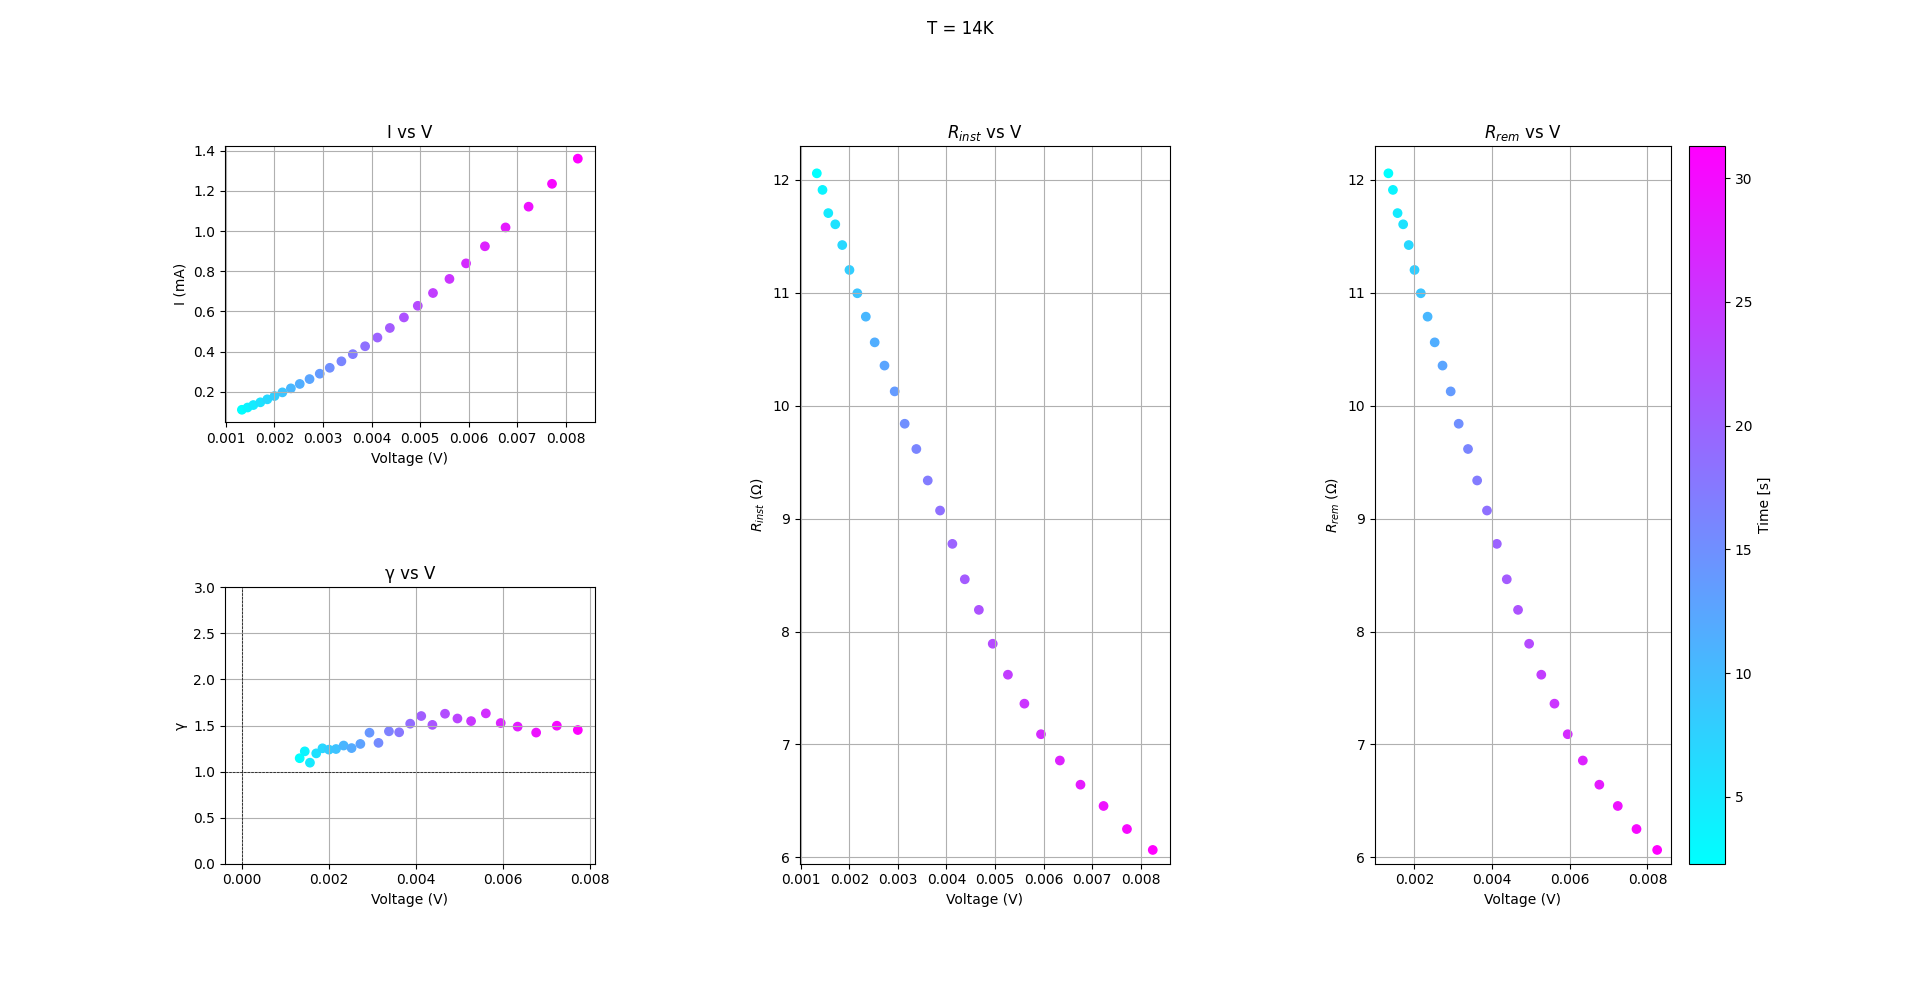 T = 14K
I vs V
1.4
1.2
1.0
0.8
0.6
0.4
0.2
I (mA)
0.001 0.002 0.003 0.004 0.005 0.006 0.007 0.008
Voltage (V)
γ vs V
3.0
2.5
2.0
1.5
1.0
0.5
0.0
γ
0.000 0.002 0.004 0.006 0.008
Voltage (V)
R_inst vs V
12
11
10
9
8
7
6
R_inst (Ω)
0.001 0.002 0.003 0.004 0.005 0.006 0.007 0.008
Voltage (V)
R_rem vs V
12
11
10
9
8
7
6
R_rem (Ω)
0.002 0.004 0.006 0.008
Voltage (V)
30
25
20
15
10
5
Time [s]